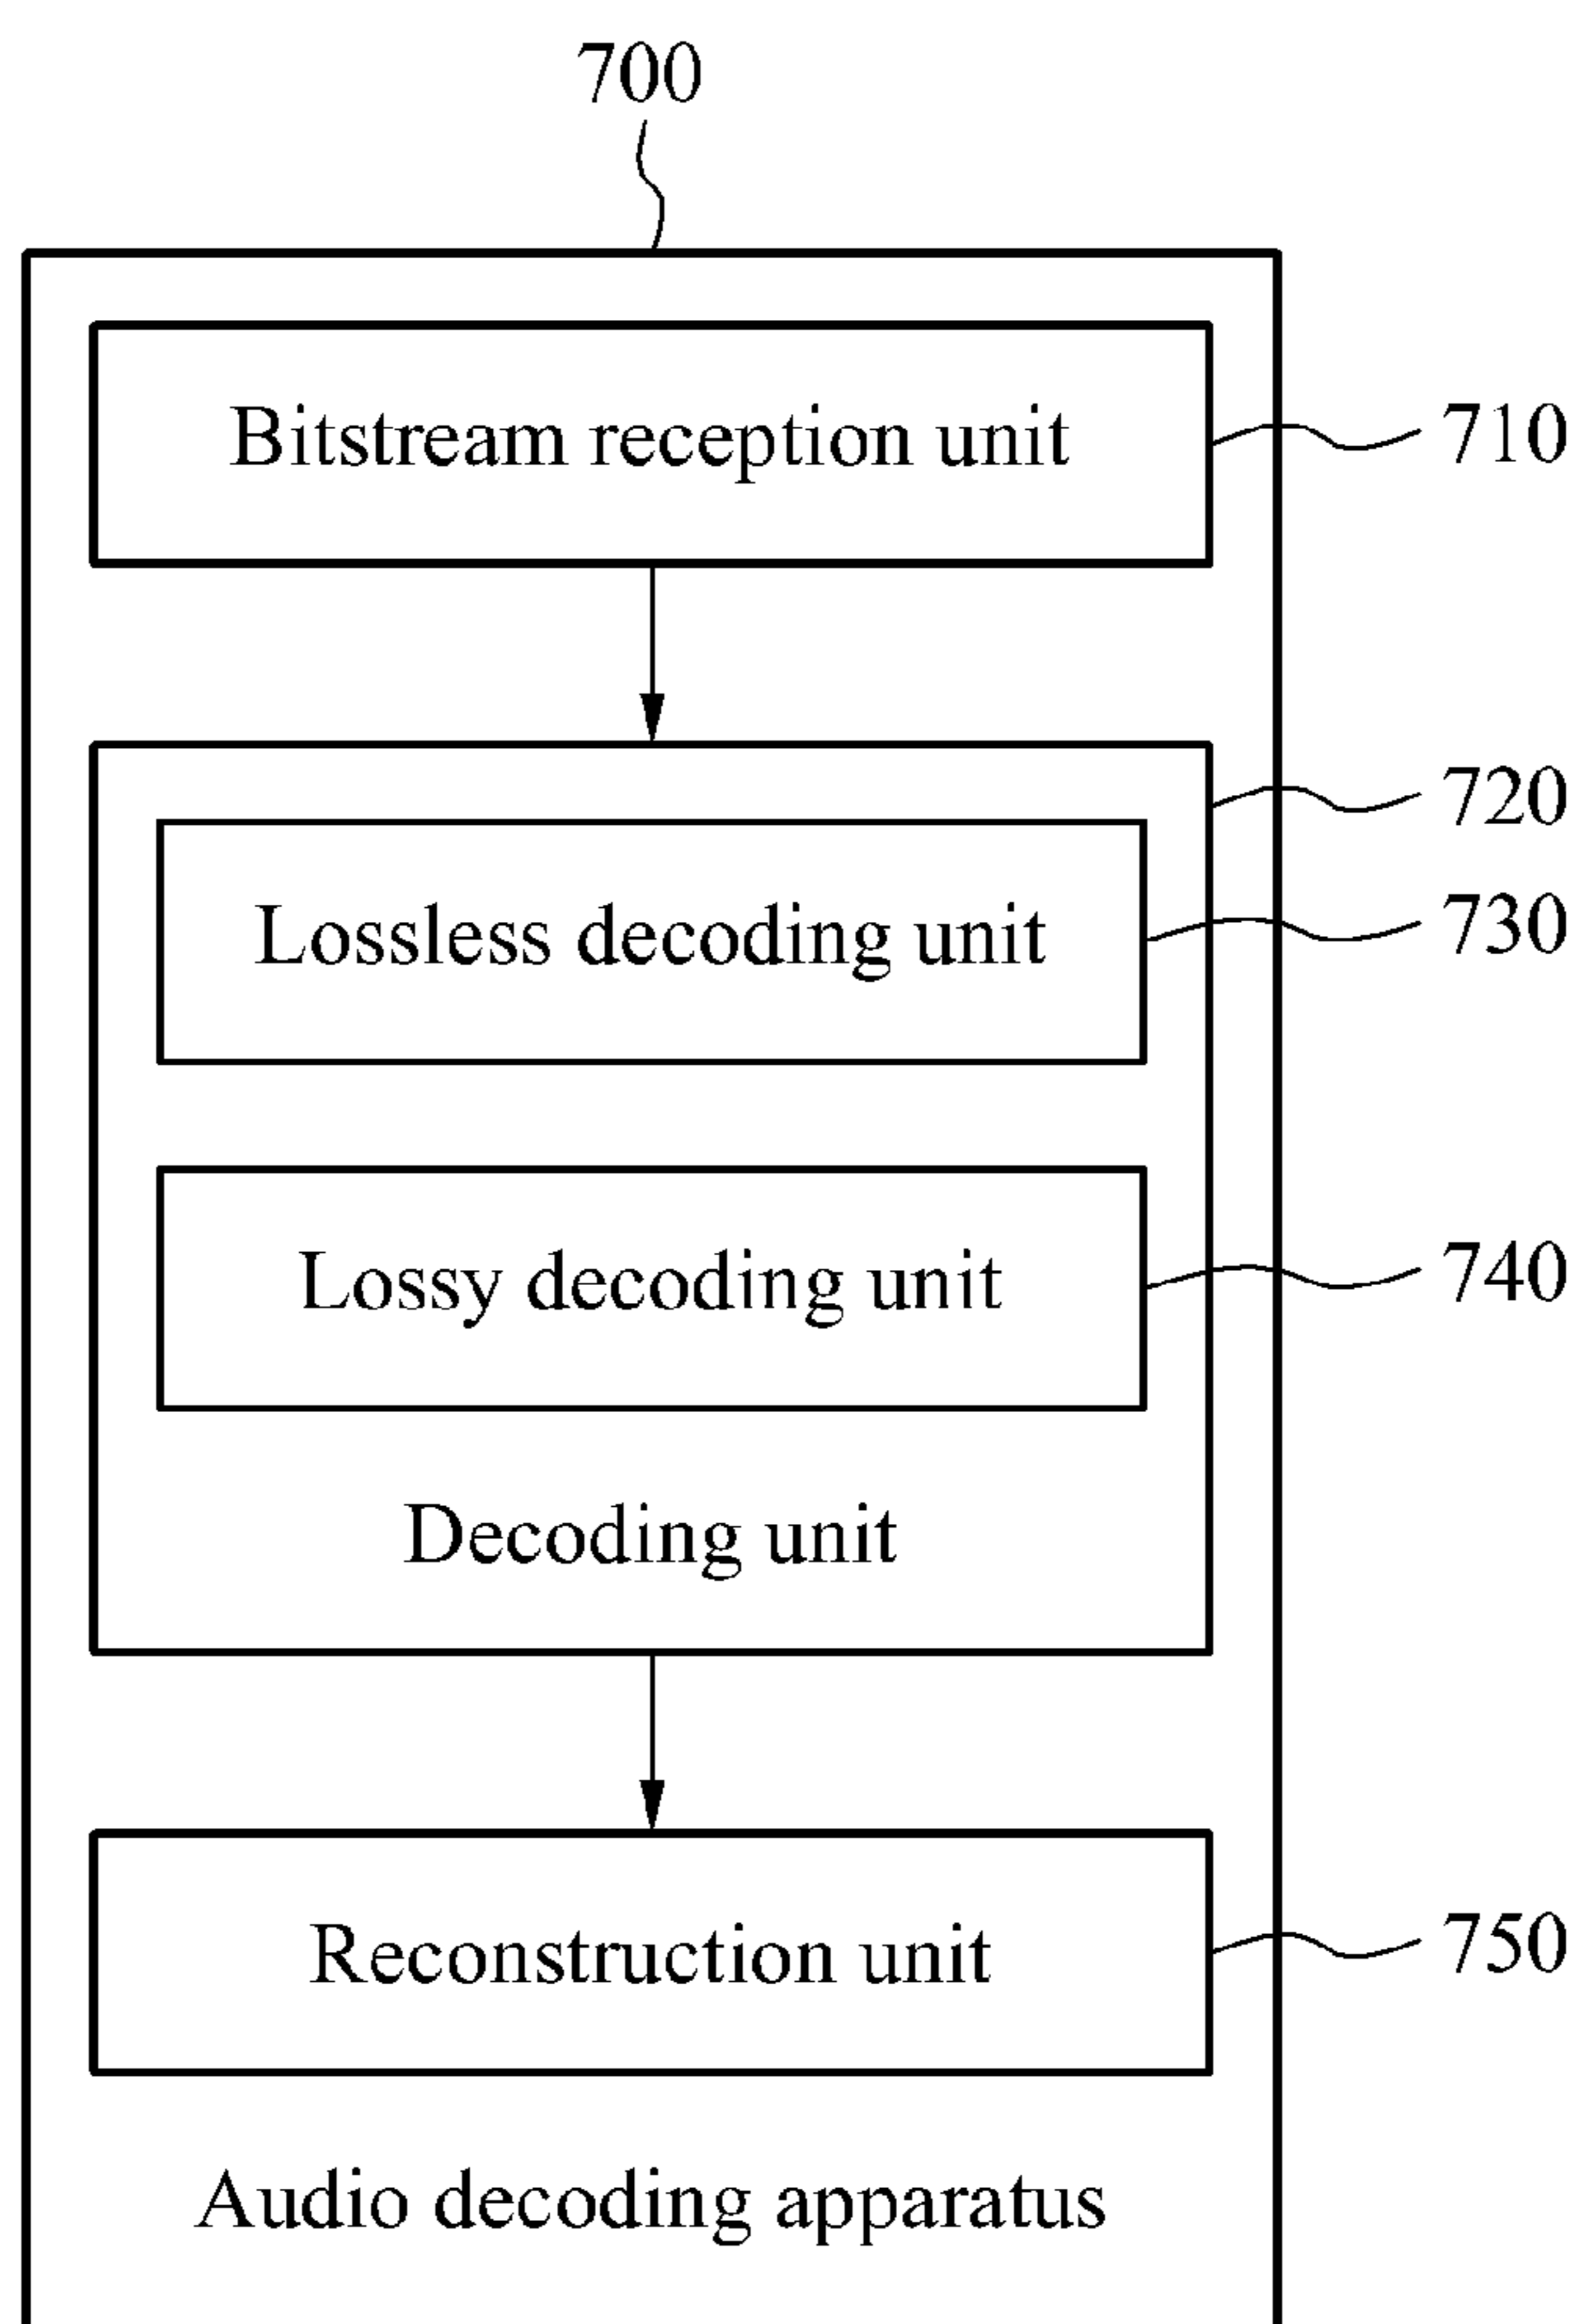 700
Bitstream reception unit
710
720
Lossless decoding unit
730
Lossy decoding unit
740
Decoding unit
Reconstruction unit
750
Audio decoding apparatus